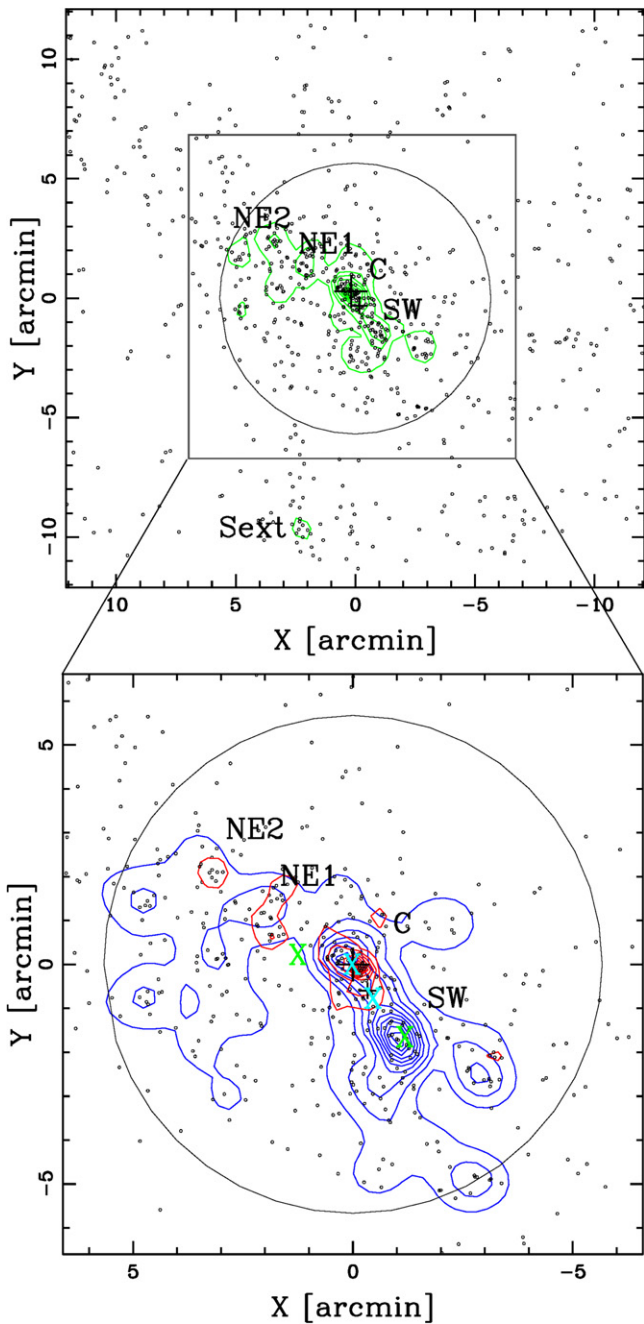 10
5
0
-5
-10
Y [arcmin]
NE2
NE1
C
SW
Sext
10 5 0 -5 -10
X [arcmin]
5
0
-5
Y [arcmin]
NE2
NE1
C
X X
SW
X
X
5 0 -5
X [arcmin]